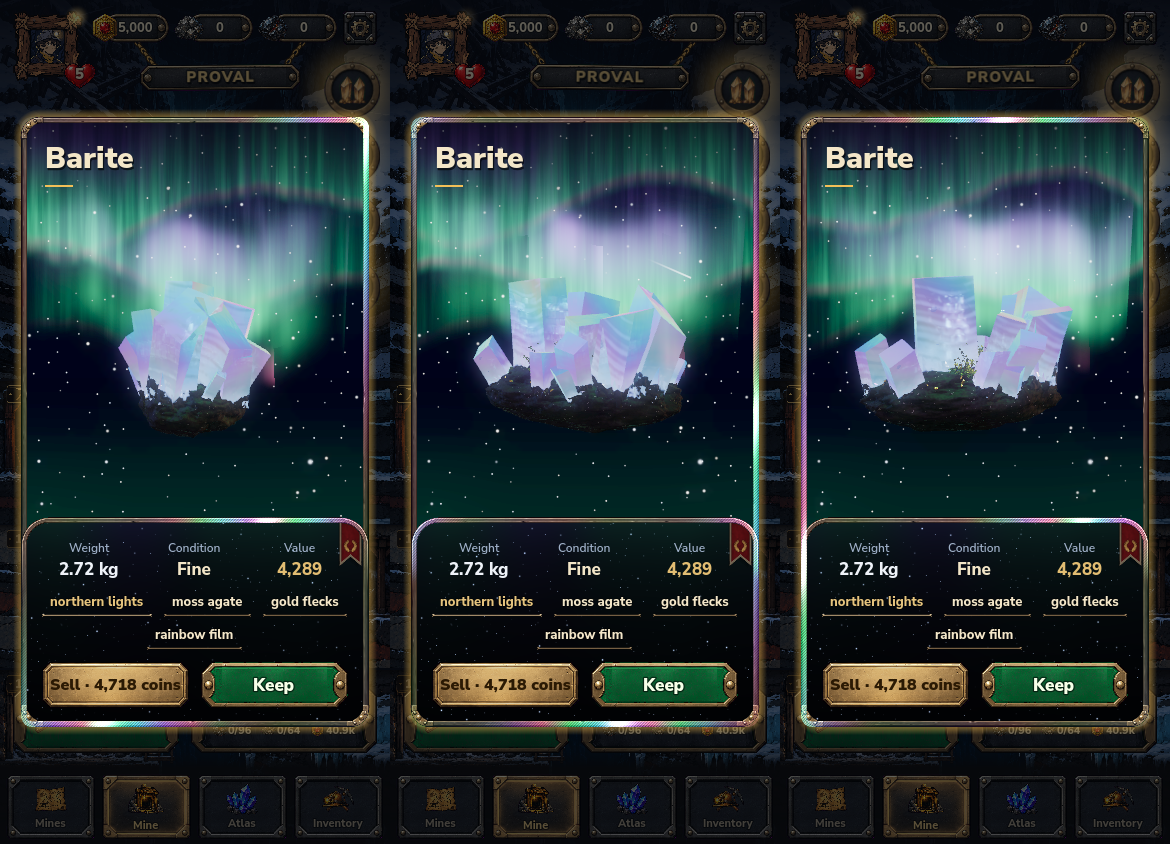 5,000 0 0
5
PROVAL
Barite
Weight Condition Value
2.72 kg Fine 4,289
northern lights moss agate gold flecks
rainbow film
Sell · 4,718 coins Keep
0/96 0/64 40.9k
Mines Mine Atlas Inventory
5,000 0 0
5
PROVAL
Barite
Weight Condition Value
2.72 kg Fine 4,289
northern lights moss agate gold flecks
rainbow film
Sell · 4,718 coins Keep
0/96 0/64 40.9k
Mines Mine Atlas Inventory
5,000 0 0
5
PROVAL
Barite
Weight Condition Value
2.72 kg Fine 4,289
northern lights moss agate gold flecks
rainbow film
Sell · 4,718 coins Keep
0/96 0/64 40.9k
Mines Mine Atlas Inventory